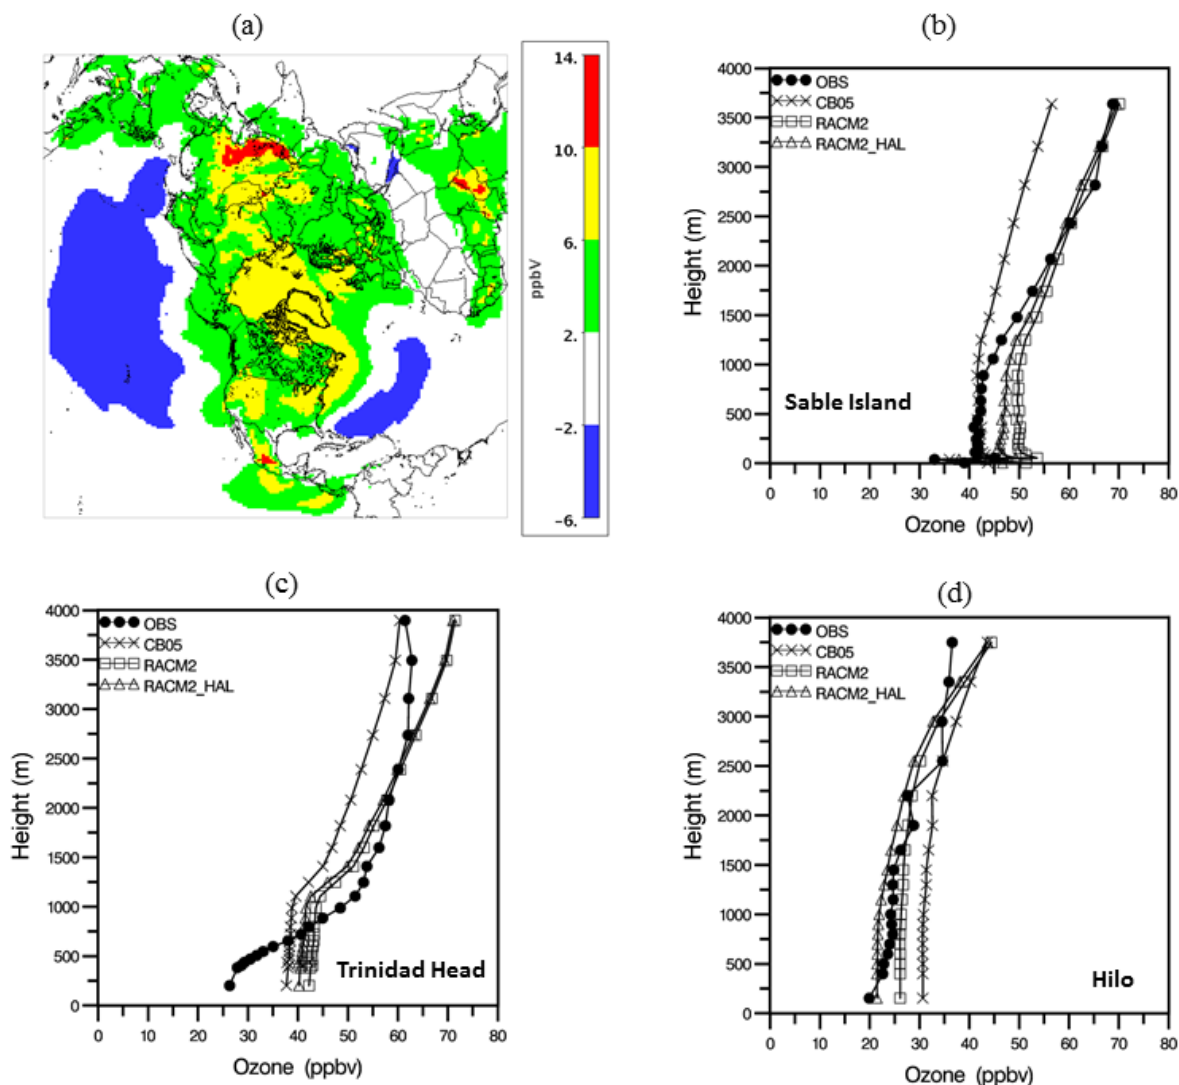 (a)
14.
10.
6.
2.
-2.
-6.
ppbV
(b)
4000
3500
3000
2500
2000
1500
1000
500
0
Height (m)
OBS
CB05
RACM2
RACM2_HAL
Sable Island
0 10 20 30 40 50 60 70 80
Ozone (ppbv)
(c)
4000
3500
3000
2500
2000
1500
1000
500
0
Height (m)
OBS
CB05
RACM2
RACM2_HAL
Trinidad Head
0 10 20 30 40 50 60 70 80
Ozone (ppbv)
(d)
4000
3500
3000
2500
2000
1500
1000
500
0
Height (m)
OBS
CB05
RACM2
RACM2_HAL
Hilo
0 10 20 30 40 50 60 70 80
Ozone (ppbv)